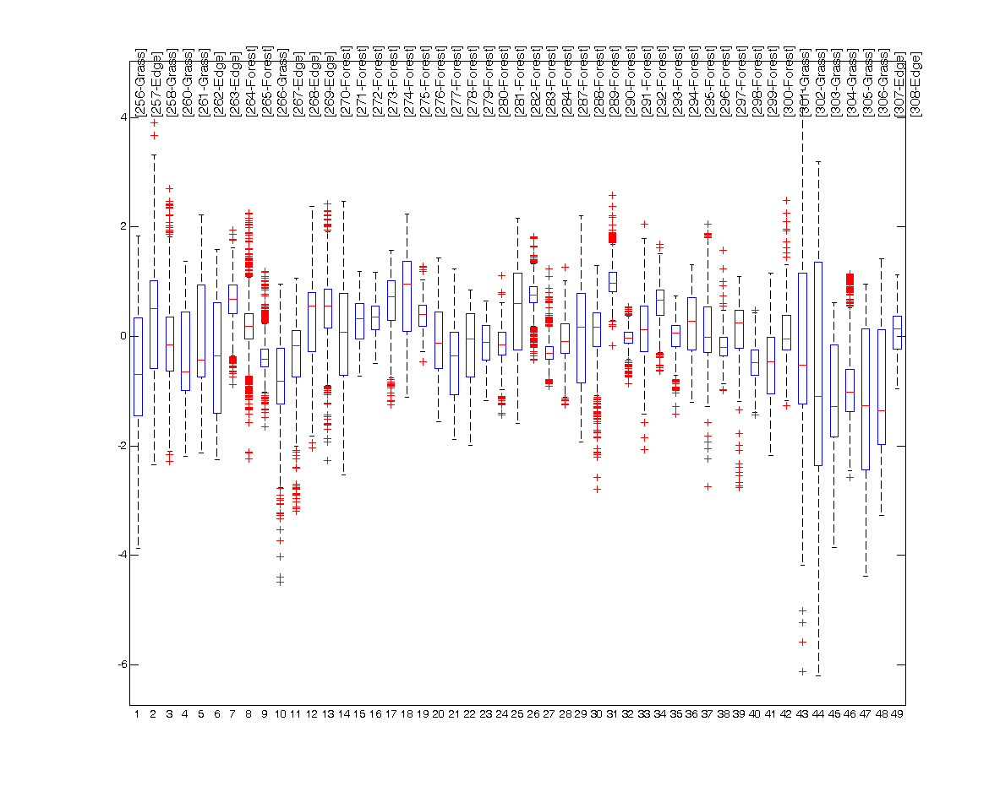 [256-Grass]
[257-Edge]
[258-Grass]
[260-Grass]
[261-Grass]
[262-Edge]
[263-Edge]
[264-Forest]
[265-Forest]
[266-Grass]
[267-Edge]
[268-Edge]
[269-Edge]
[270-Forest]
[271-Forest]
[272-Forest]
[273-Forest]
[274-Forest]
[275-Forest]
[276-Forest]
[277-Forest]
[278-Forest]
[279-Forest]
[280-Forest]
[281-Forest]
[282-Forest]
[283-Forest]
[284-Forest]
[287-Forest]
[288-Forest]
[289-Forest]
[290-Forest]
[291-Forest]
[292-Forest]
[293-Forest]
[294-Forest]
[295-Forest]
[296-Forest]
[297-Forest]
[298-Forest]
[299-Forest]
[300-Forest]
[301-Grass]
[302-Grass]
[303-Grass]
[304-Grass]
[305-Grass]
[306-Grass]
[307-Edge]
[308-Edge]
4
2
0
-2
-4
-6
1 2 3 4 5 6 7 8 9 10 11 12 13 14 15 16 17 18 19 20 21 22 23 24 25 26 27 28 29 30 31 32 33 34 35 36 37 38 39 40 41 42 43 44 45 46 47 48 49